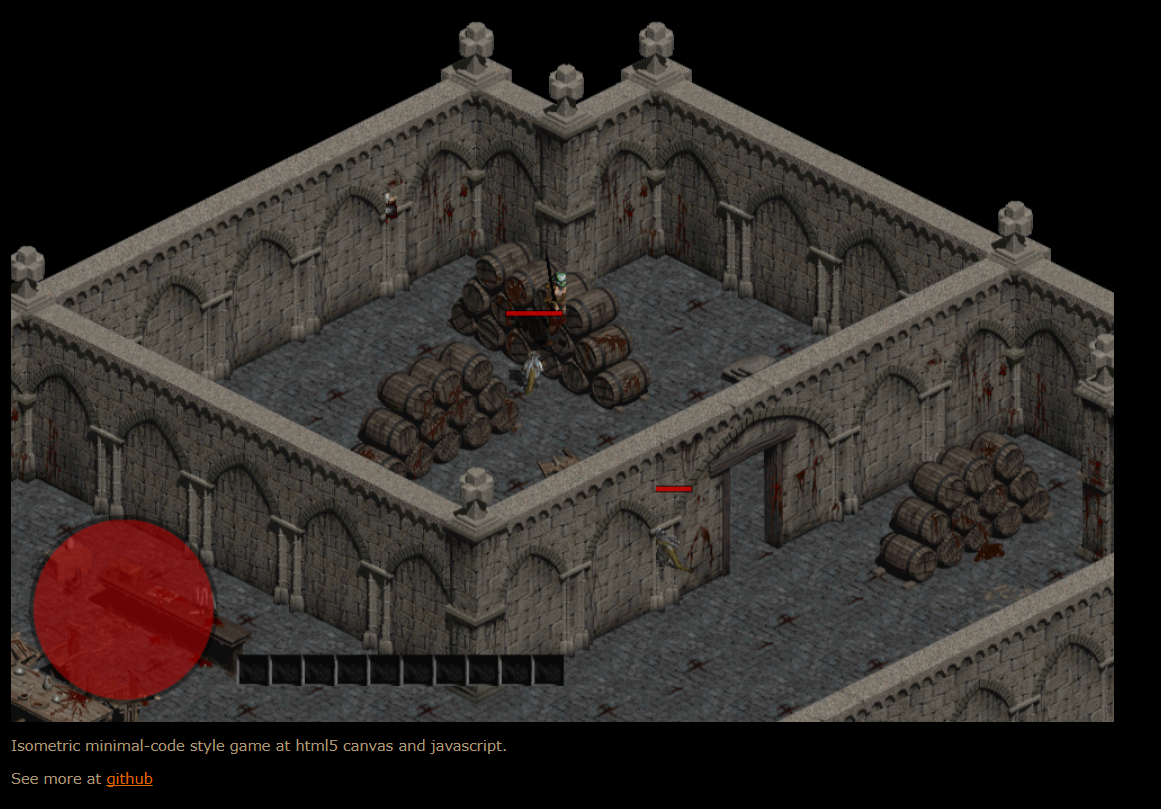 Isometric minimal-code style game at html5 canvas and javascript.
See more at github